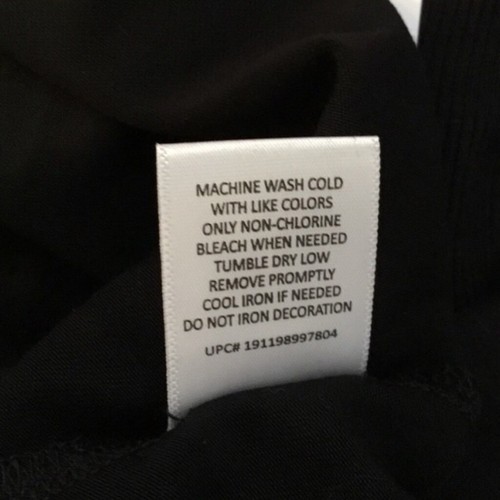 MACHINE WASH COLD
WITH LIKE COLORS
ONLY NON-CHLORINE
BLEACH WHEN NEEDED
TUMBLE DRY LOW
REMOVE PROMPTLY
COOL IRON IF NEEDED
DO NOT IRON DECORATION
UPC# 191198997804